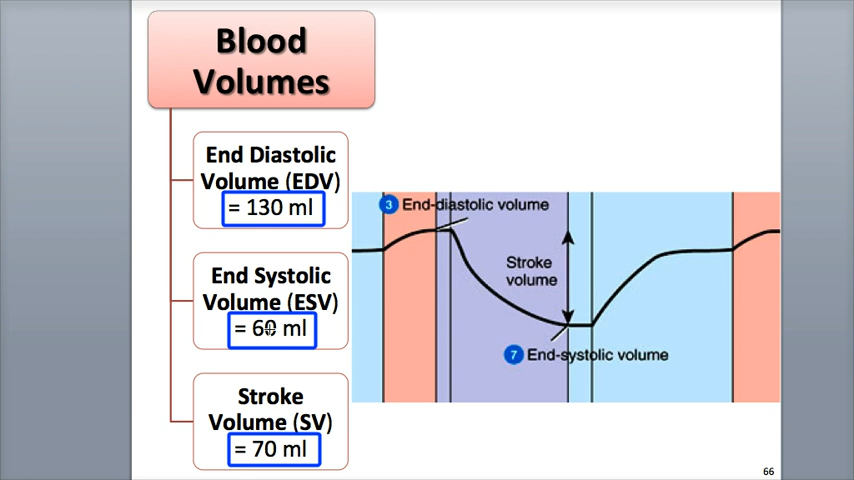 Blood
Volumes
End Diastolic
Volume (EDV)
= 130 ml
End Systolic
Volume (ESV)
= 60 ml
Stroke
Volume (SV)
= 70 ml
3 End-diastolic volume
Stroke
volume
7 End-systolic volume
66